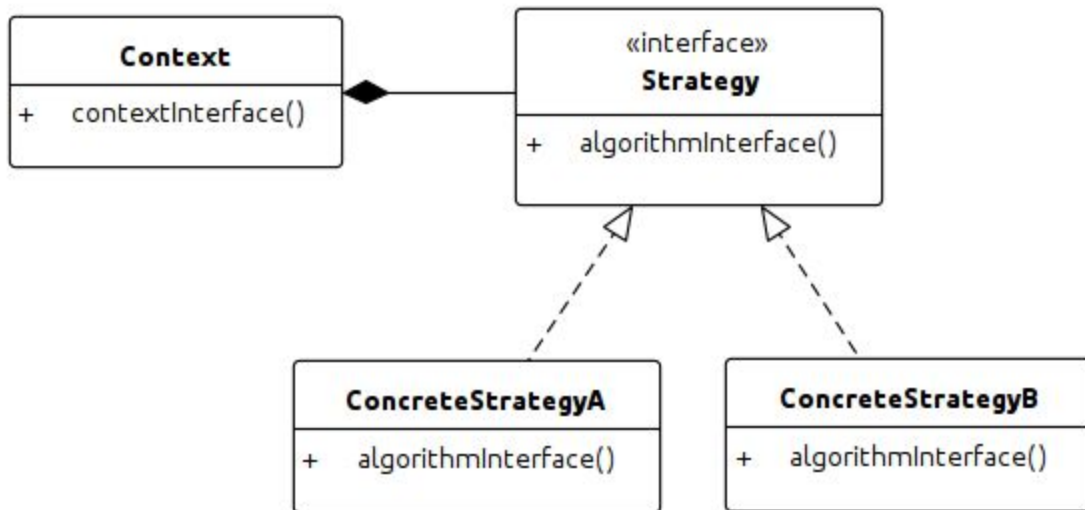 Context
+ contextInterface()
«interface»
Strategy
+ algorithmInterface()
ConcreteStrategyA
+ algorithmInterface()
ConcreteStrategyB
+ algorithmInterface()